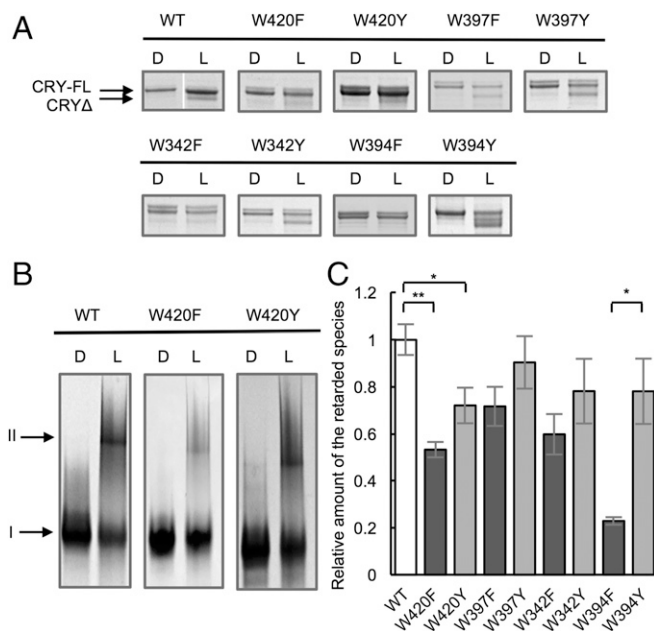 A
WT W420F W420Y W397F W397Y
D L D L D L D L D L
CRY-FL
CRYΔ
W342F W342Y W394F W394Y
D L D L D L D L
B
WT W420F W420Y
D L D L D L
II
I
C
Relative amount of the retarded species
1.2
1
0.8
0.6
0.4
0.2
0
* ** *
WT W420F W420Y W397F W397Y W342F W342Y W394F W394Y